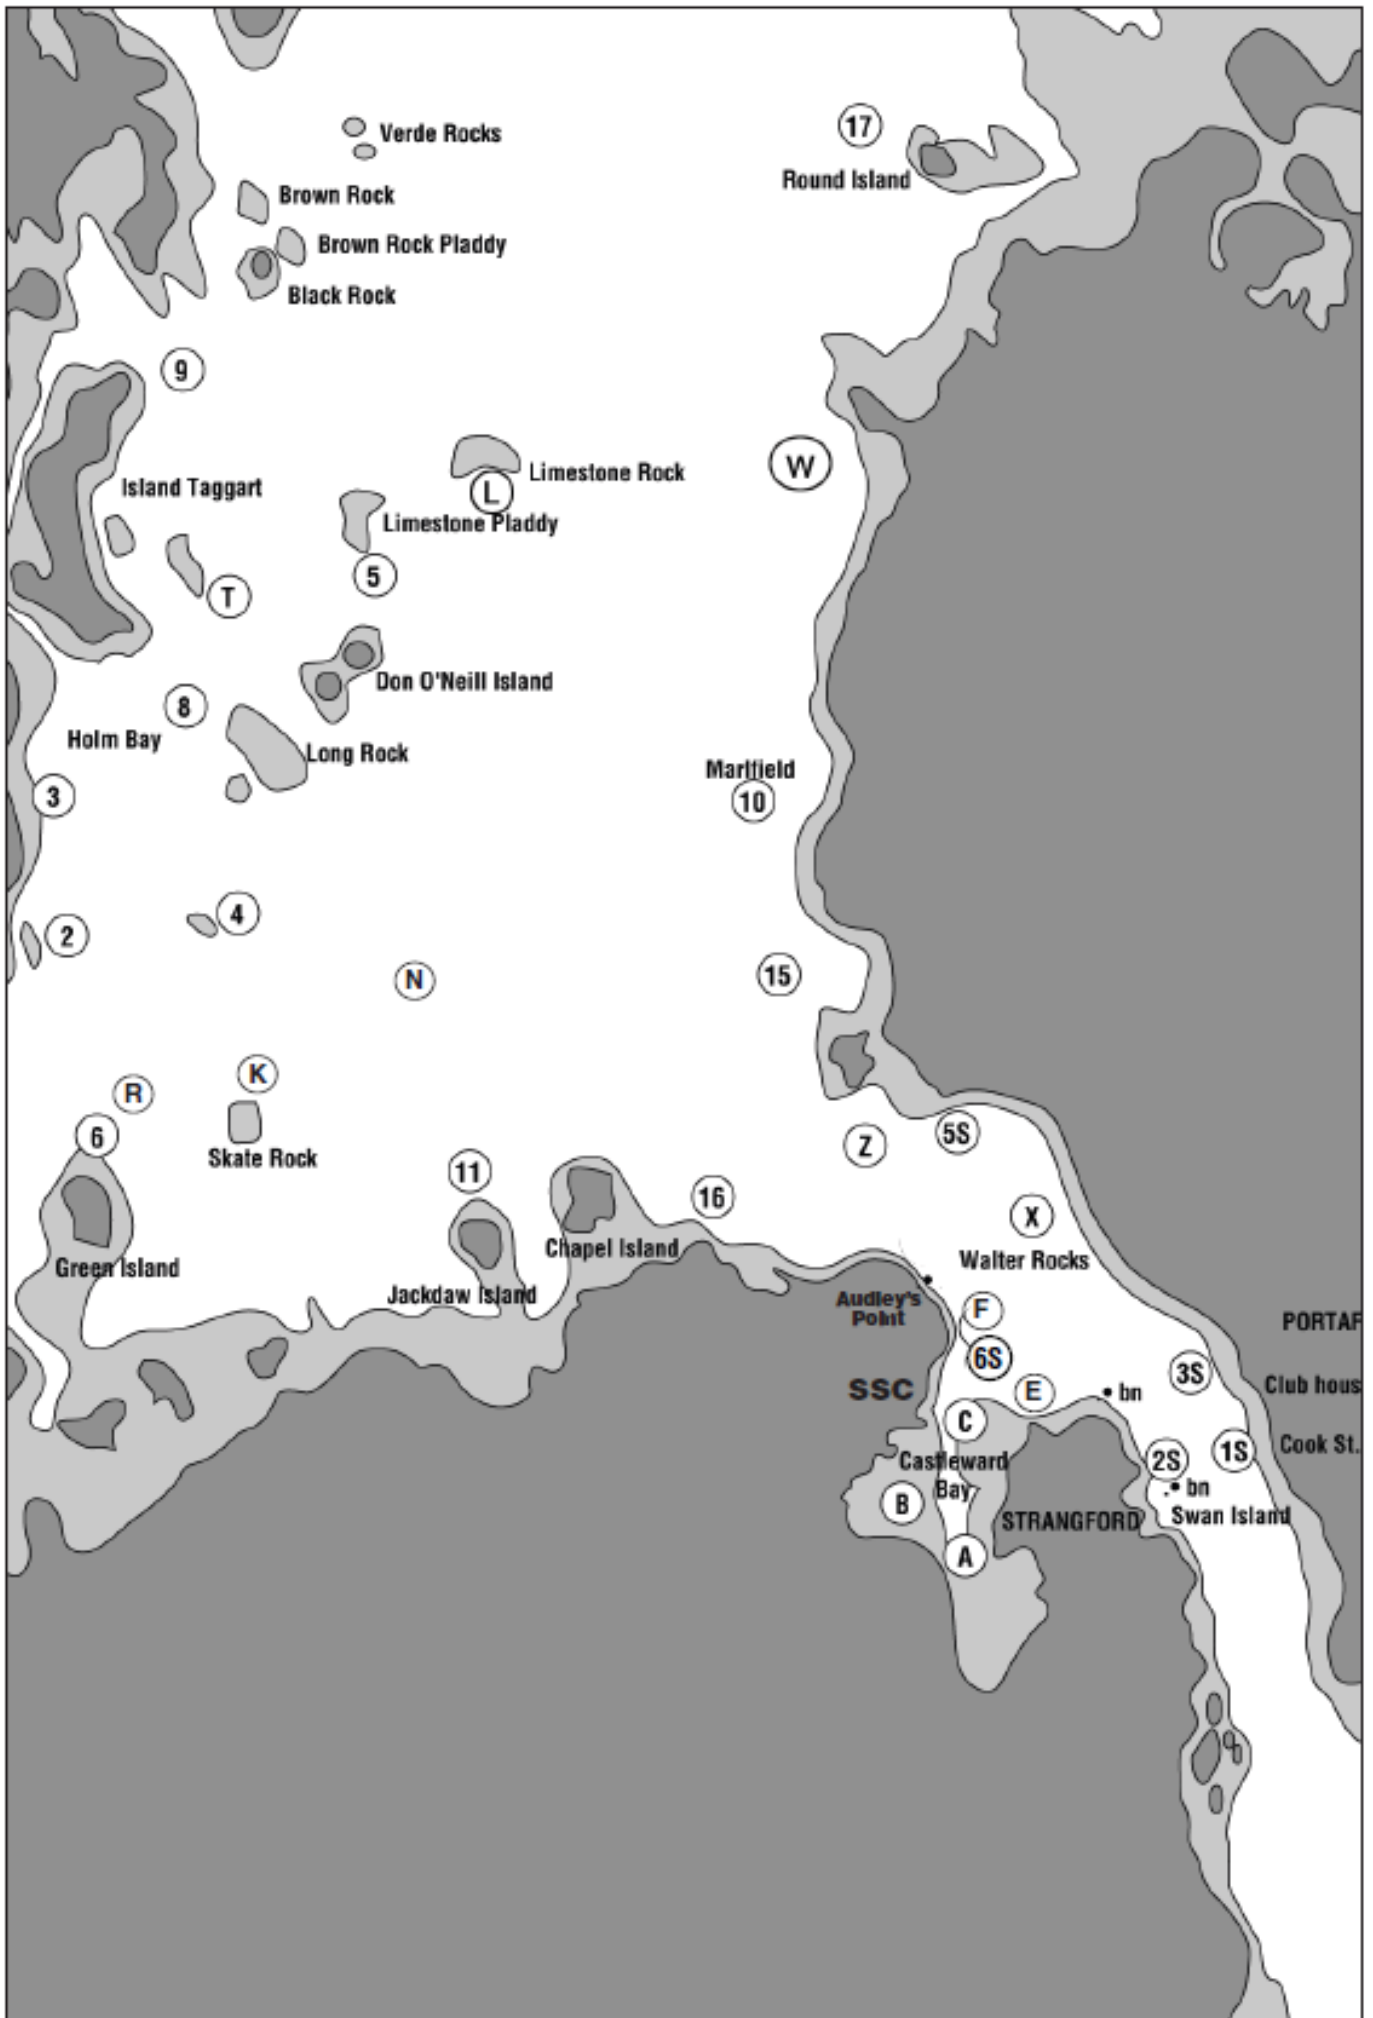 17
Verde Rocks
Round Island
Brown Rock
Brown Rock Pladdy
Black Rock
9
W
Limestone Rock
Island Taggart
L
Limestone Pladdy
5
T
Don O'Neill Island
8
Holm Bay
Long Rock
Marlfield
3
10
4
2
15
N
K
R
6
5S
Z
Skate Rock
11
16
X
Chapel Island
Walter Rocks
Green Island
Jackdaw Island
Audley's
Point
F
PORTAF
6S
3S
Club hous
SSC
E
bn
C
Cook St.
1S
Castleward
Bay
2S
bn
B
Swan Island
STRANGFORD
A